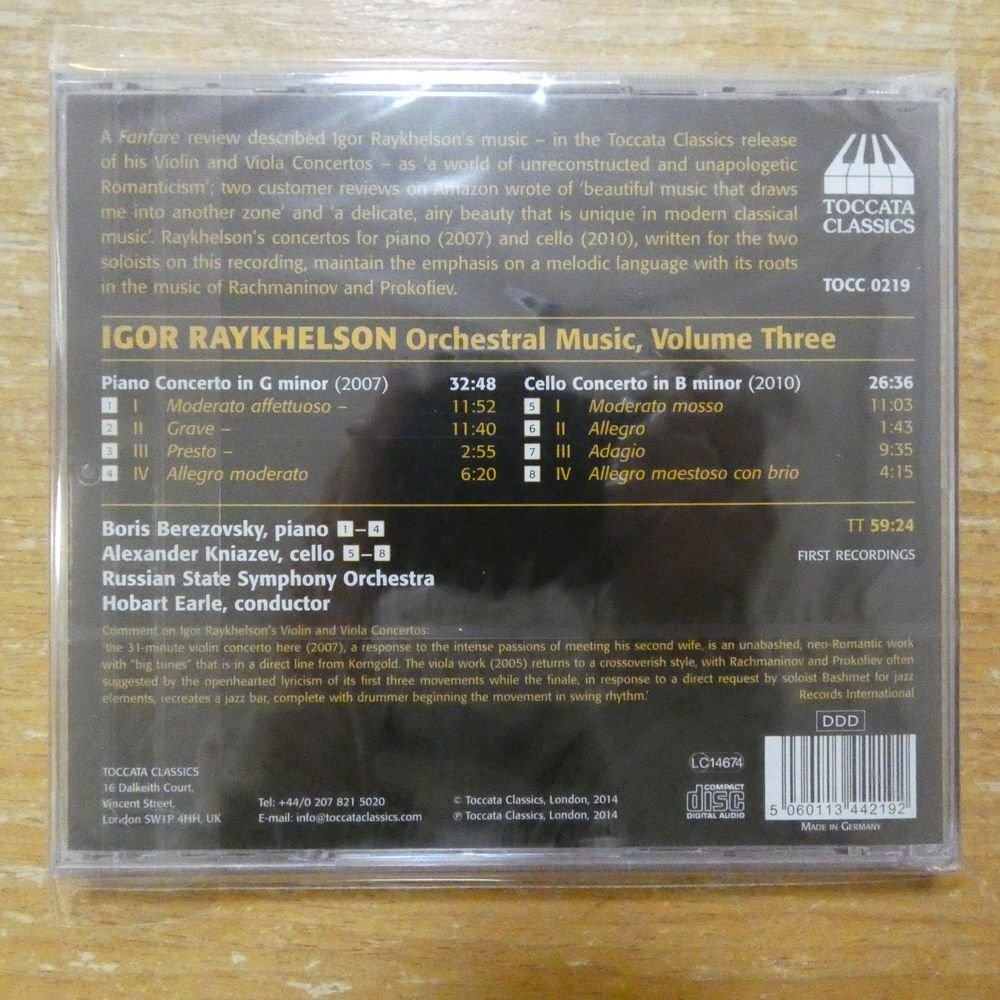 A Fanfare review described Igor Raykhelson's music – in the Toccata Classics release
of his Violin and Viola Concertos – as 'a world of unreconstructed and unapologetic
Romanticism'; two customer reviews on Amazon wrote of 'beautiful music that draws
me into another zone' and 'a delicate, airy beauty that is unique in modern classical
music'. Raykhelson's concertos for piano (2007) and cello (2010), written for the two
soloists on this recording, maintain the emphasis on a melodic language with its roots
in the music of Rachmaninov and Prokofiev.
TOCCATA
CLASSICS
TOCC 0219
IGOR RAYKHELSON Orchestral Music, Volume Three
Piano Concerto in G minor (2007) 32:48
1 I Moderato affettuoso – 11:52
2 II Grave – 11:40
3 III Presto – 2:55
4 IV Allegro moderato 6:20
Cello Concerto in B minor (2010) 26:36
5 I Moderato mosso 11:03
6 II Allegro 1:43
7 III Adagio 9:35
8 IV Allegro maestoso con brio 4:15
Boris Berezovsky, piano 1–4
Alexander Kniazev, cello 5–8
Russian State Symphony Orchestra
Hobart Earle, conductor
TT 59:24
FIRST RECORDINGS
Comment on Igor Raykhelson's Violin and Viola Concertos:
'the 31-minute violin concerto here (2007), a response to the intense passions of meeting his second wife, is an unabashed, neo-Romantic work
with "big tunes" that is in a direct line from Korngold. The viola work (2005) returns to a crossoverish style, with Rachmaninov and Prokofiev often
suggested by the openhearted lyricism of its first three movements while the finale, in response to a direct request by soloist Bashmet for jazz
elements, recreates a jazz bar, complete with drummer beginning the movement in swing rhythm.'
Records International
DDD
TOCCATA CLASSICS
16 Dalkeith Court,
Vincent Street,
London SW1P 4HH, UK
Tel: +44/0 207 821 5020
E-mail: info@toccataclassics.com
© Toccata Classics, London, 2014
℗ Toccata Classics, London, 2014
LC14674
COMPACT
disc
DIGITAL AUDIO
5 060113 442192
MADE IN GERMANY